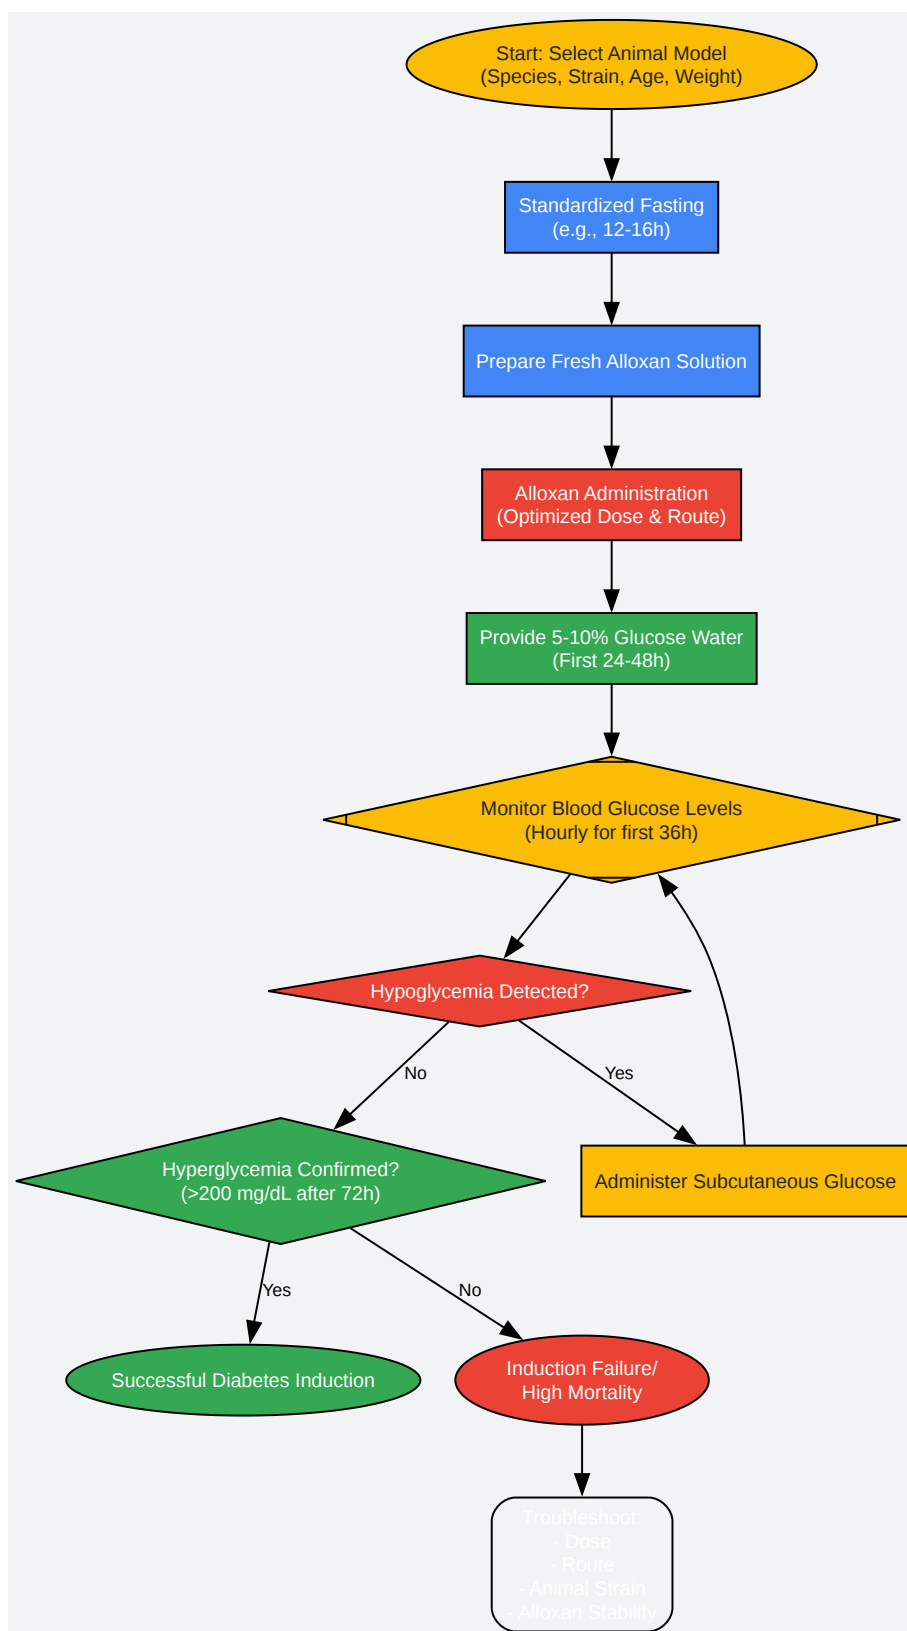 Start: Select Animal Model
(Species, Strain, Age, Weight)
Standardized Fasting
(e.g., 12-16h)
Prepare Fresh Alloxan Solution
Alloxan Administration
(Optimized Dose & Route)
Provide 5-10% Glucose Water
(First 24-48h)
Monitor Blood Glucose Levels
(Hourly for first 36h)
Hypoglycemia Detected?
No
Yes
Hyperglycemia Confirmed?
(>200 mg/dL after 72h)
Administer Subcutaneous Glucose
Yes
No
Successful Diabetes Induction
Induction Failure/
High Mortality
Troubleshoot:
- Dose
- Route
- Animal Strain
- Alloxan Stability